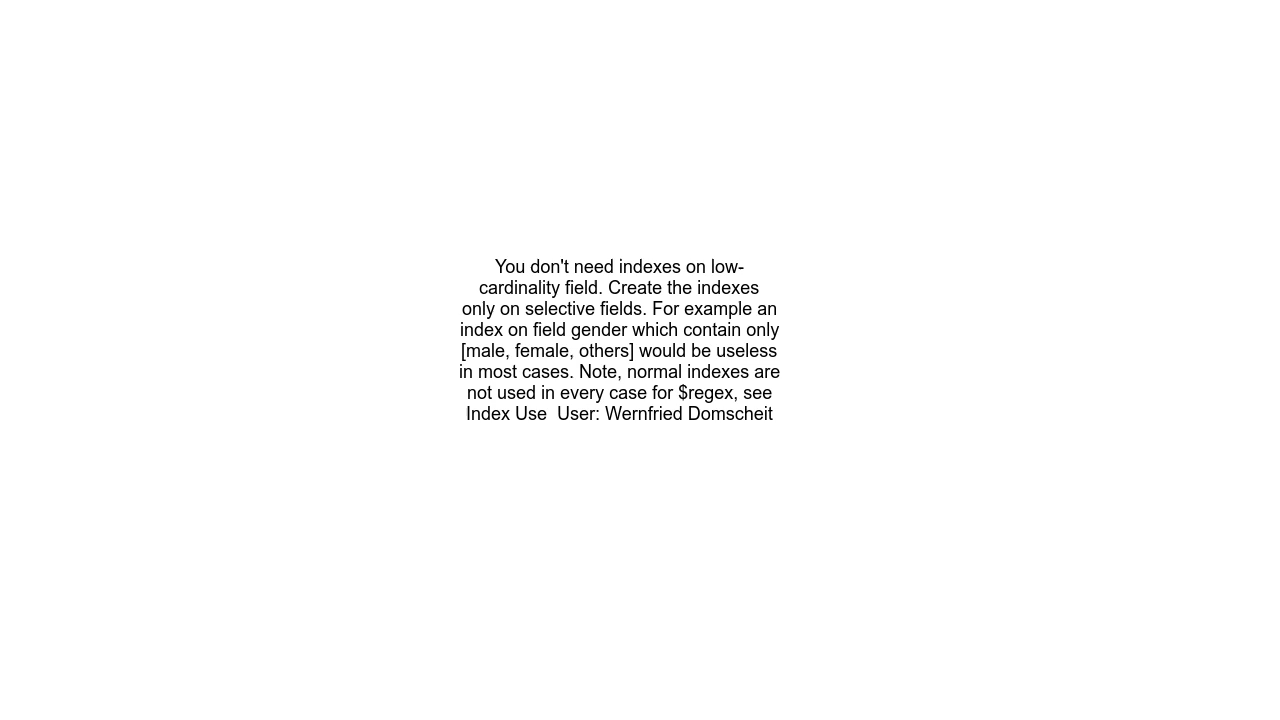 You don't need indexes on low-
cardinality field. Create the indexes
only on selective fields. For example an
index on field gender which contain only
[male, female, others] would be useless
in most cases. Note, normal indexes are
not used in every case for $regex, see
Index Use  User: Wernfried Domscheit